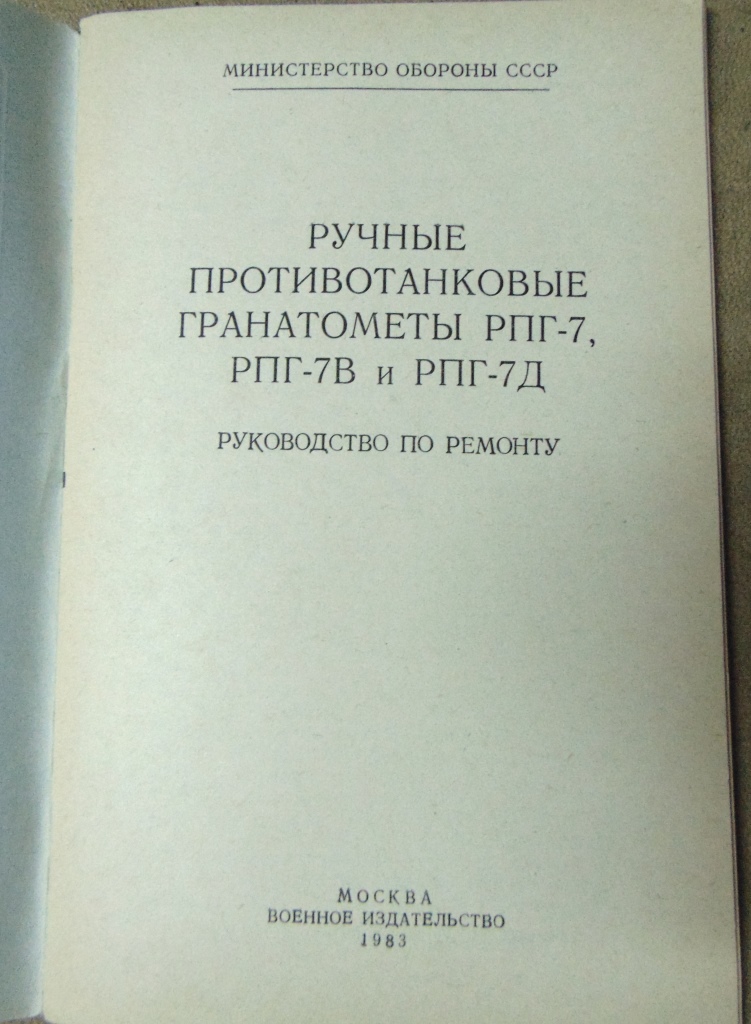 МИНИСТЕРСТВО ОБОРОНЫ СССР
РУЧНЫЕ
ПРОТИВОТАНКОВЫЕ
ГРАНАТОМЕТЫ РПГ-7,
РПГ-7В и РПГ-7Д
РУКОВОДСТВО ПО РЕМОНТУ
МОСКВА
ВОЕННОЕ ИЗДАТЕЛЬСТВО
1983